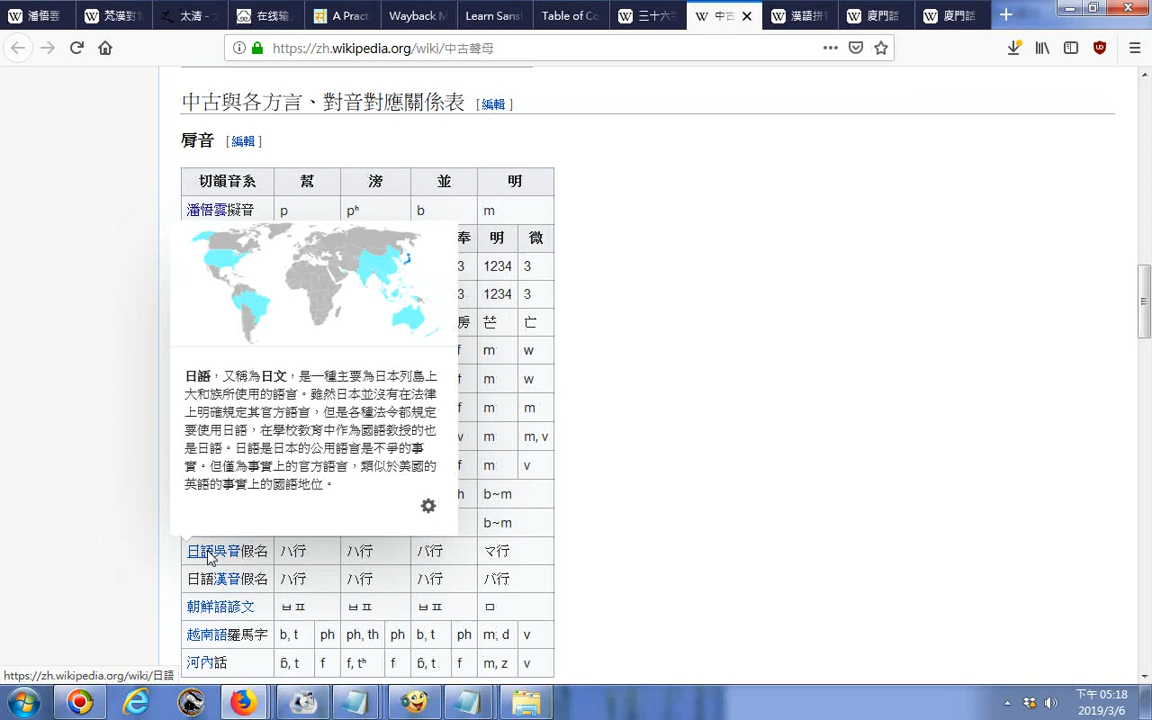 潘悟雲
梵漢對
太清 - ス
在线输
A Pract
Wayback M
Learn Sansl
Table of Co
三十六字
中古
漢語拼
廈門話
廈門話
https://zh.wikipedia.org/wiki/中古聲母
中古與各方言、對音對應關係表 [編輯]
脣音 [編輯]
切韻音系 幫 滂 並 明
潘悟雲擬音 p pʰ b m
奉 明 微
3 1234 3
3 1234 3
房 芒 亡
f m w
f m w
f m m
v m m, v
f m v
h b~m
b~m
日語，又稱為日文，是一種主要為日本列島上
大和族所使用的語言。雖然日本並沒有在法律
上明確規定其官方語言，但是各種法令都規定
要使用日語，在學校教育中作為國語教授的也
是日語。日語是日本的公用語言是不爭的事
實。但僅為事實上的官方語言，類似於美國的
英語的事實上的國語地位。
日語吳音假名 ハ行 ハ行 バ行 マ行
日語漢音假名 ハ行 ハ行 ハ行 バ行
朝鮮語諺文 ㅂㅍ ㅂㅍ ㅂㅍ ㅁ
越南語羅馬字 b, t ph ph, th ph b, t ph m, d v
河內話 ɓ, t f f, tʰ f ɓ, t f m, z v
https://zh.wikipedia.org/wiki/日語
下午 05:18
2019/3/6